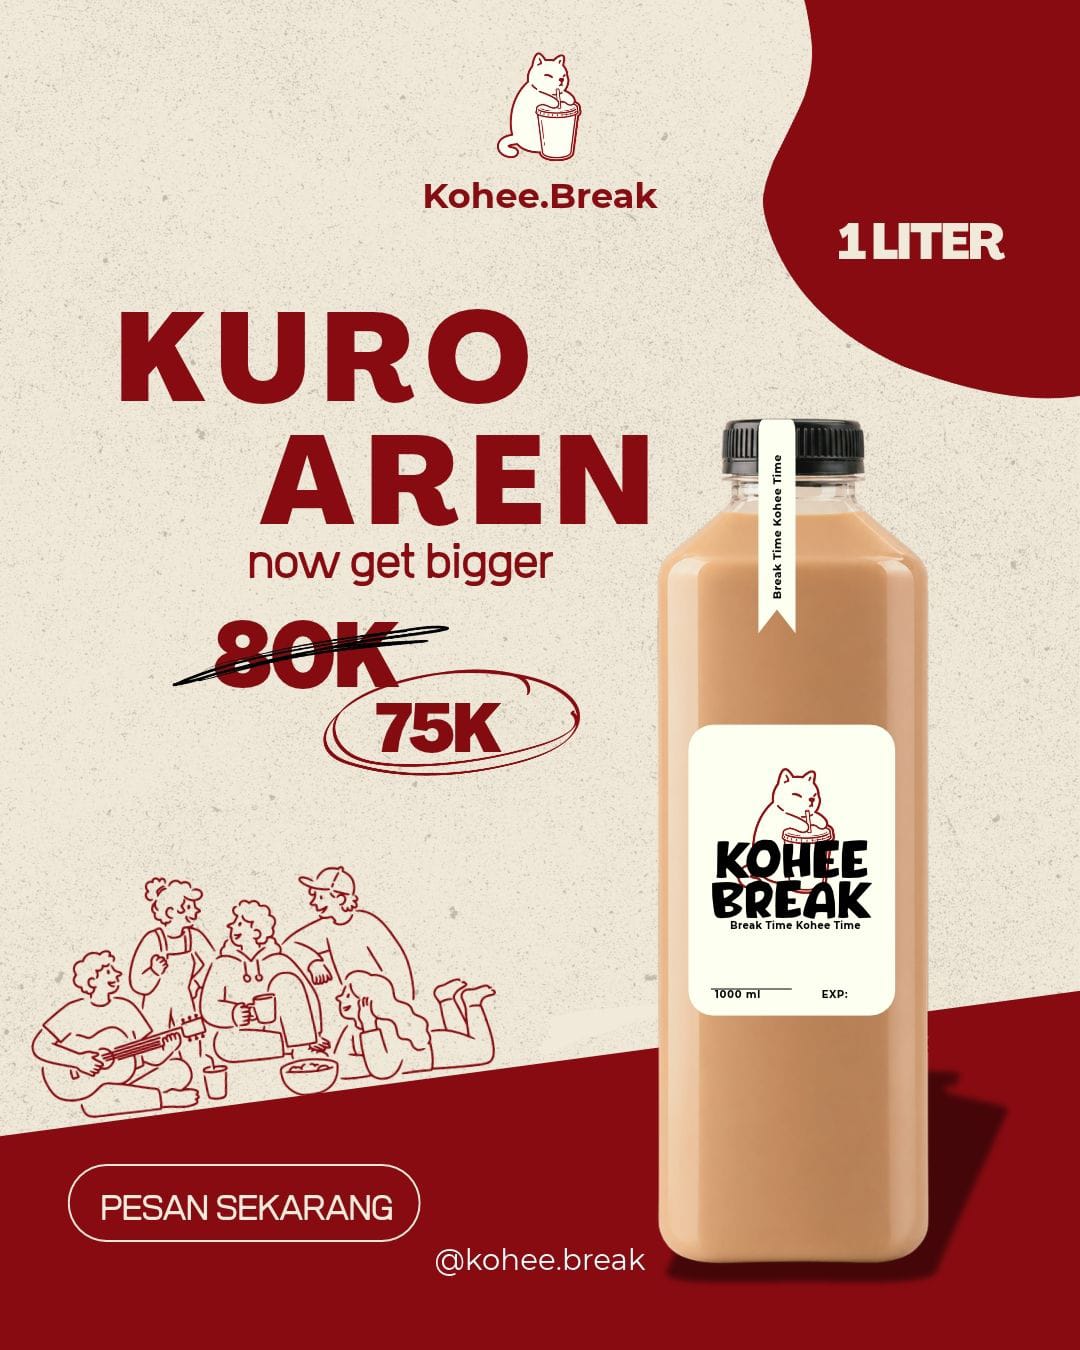 Kohee.Break
1 LITER
KURO
AREN
now get bigger
80K
75K
Break Time Kohee Time
KOHEE
BREAK
Break Time Kohee Time
1000 ml EXP:
PESAN SEKARANG
@kohee.break